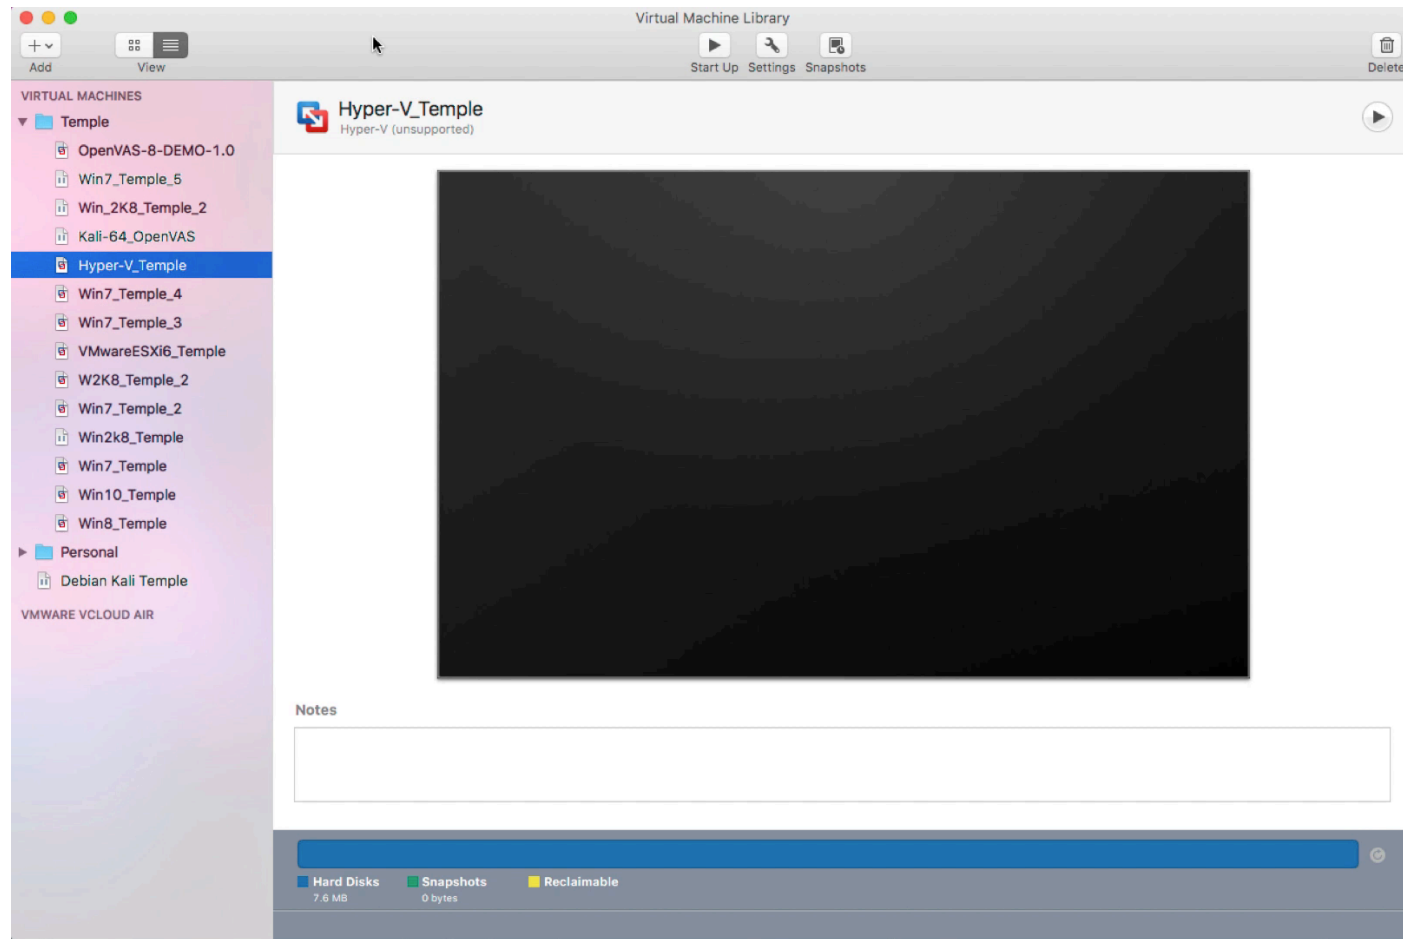 Virtual Machine Library
Add
View
Start Up
Settings
Snapshots
Delete
VIRTUAL MACHINES
Temple
OpenVAS-8-DEMO-1.0
Win7_Temple_5
Win_2K8_Temple_2
Kali-64_OpenVAS
Hyper-V_Temple
Win7_Temple_4
Win7_Temple_3
VMwareESXi6_Temple
W2K8_Temple_2
Win7_Temple_2
Win2k8_Temple
Win7_Temple
Win10_Temple
Win8_Temple
Personal
Debian Kali Temple
VMWARE VCLOUD AIR
Hyper-V_Temple
Hyper-V (unsupported)
Notes
Hard Disks
7.6 MB
Snapshots
0 bytes
Reclaimable